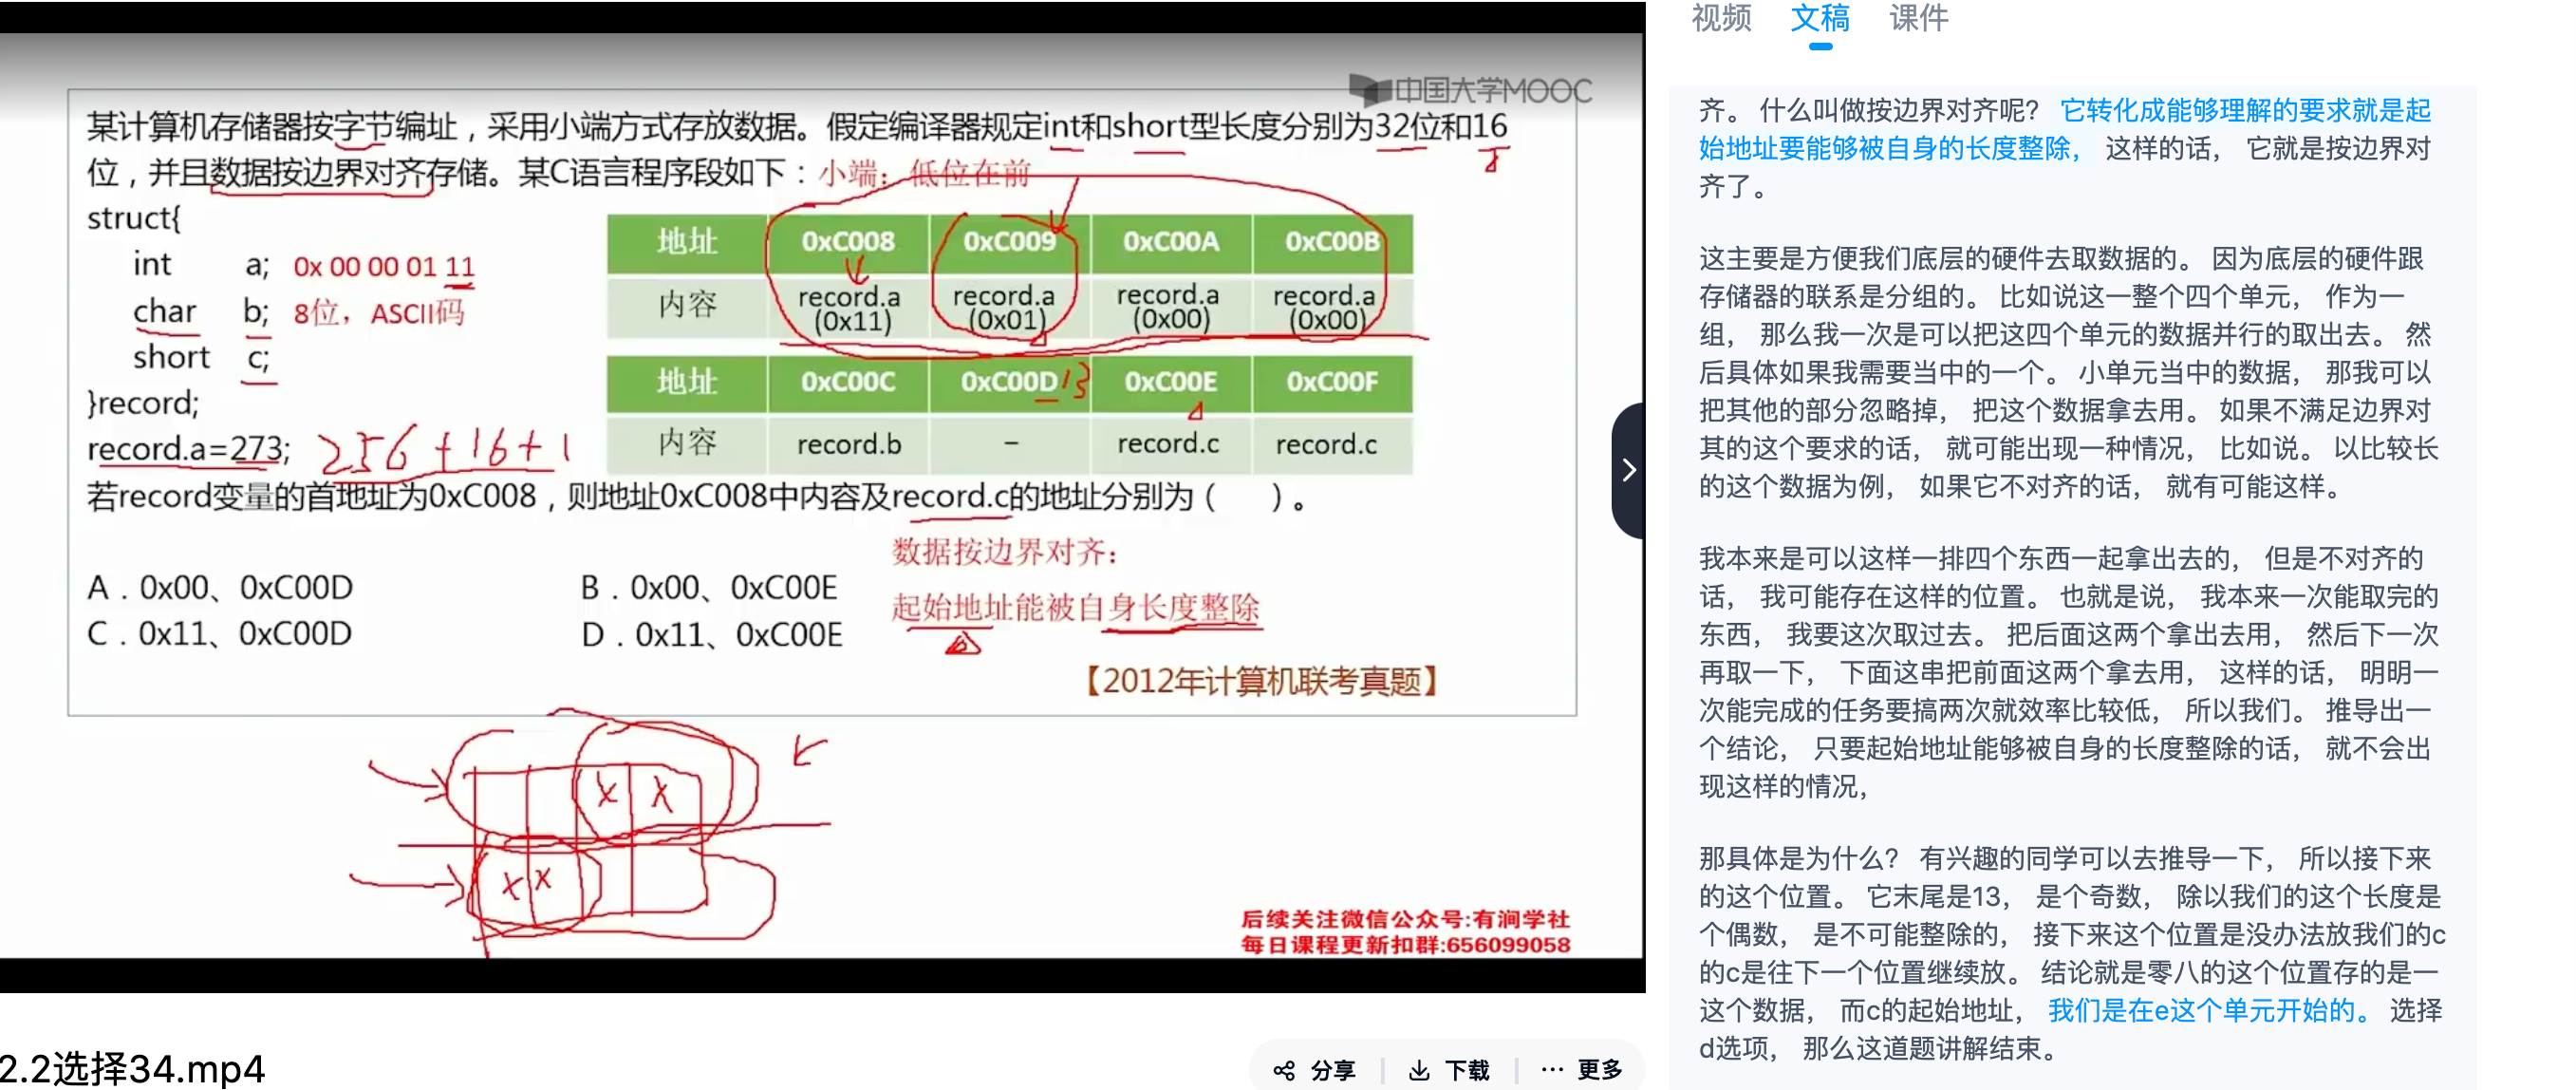 中国大学MOOC
某计算机存储器按字节编址，采用小端方式存放数据。假定编译器规定int和short型长度分别为32位和16
位，并且数据按边界对齐存储。某C语言程序段如下：小端：低位在前
struct{
int a; 0x 00 00 01 11
char b; 8位，ASCII码
short c;
}record;
record.a=273; 256+16+1
地址 0xC008 0xC009 0xC00A 0xC00B
内容 record.a (0x11) record.a (0x01) record.a (0x00) record.a (0x00)
地址 0xC00C 0xC00D 13 0xC00E 0xC00F
内容 record.b – record.c record.c
若record变量的首地址为0xC008，则地址0xC008中内容及record.c的地址分别为（ ）。
数据按边界对齐：
A．0x00、0xC00D B．0x00、0xC00E
起始地址能被自身长度整除
C．0x11、0xC00D D．0x11、0xC00E
【2012年计算机联考真题】
x x
x x
后续关注微信公众号:有涧学社
每日课程更新扣群:656099058
2.2选择34.mp4
分享 下载 更多
视频 文稿 课件
齐。 什么叫做按边界对齐呢？ 它转化成能够理解的要求就是起
始地址要能够被自身的长度整除， 这样的话， 它就是按边界对
齐了。
这主要是方便我们底层的硬件去取数据的。 因为底层的硬件跟
存储器的联系是分组的。 比如说这一整个四个单元， 作为一
组， 那么我一次是可以把这四个单元的数据并行的取出去。 然
后具体如果我需要当中的一个。 小单元当中的数据， 那我可以
把其他的部分忽略掉， 把这个数据拿去用。 如果不满足边界对
其的这个要求的话， 就可能出现一种情况， 比如说。 以比较长
的这个数据为例， 如果它不对齐的话， 就有可能这样。
我本来是可以这样一排四个东西一起拿出去的， 但是不对齐的
话， 我可能存在这样的位置。 也就是说， 我本来一次能取完的
东西， 我要这次取过去。 把后面这两个拿出去用， 然后下一次
再取一下， 下面这串把前面这两个拿去用， 这样的话， 明明一
次能完成的任务要搞两次就效率比较低， 所以我们。 推导出一
个结论， 只要起始地址能够被自身的长度整除的话， 就不会出
现这样的情况，
那具体是为什么？ 有兴趣的同学可以去推导一下， 所以接下来
的这个位置。 它末尾是13， 是个奇数， 除以我们的这个长度是
个偶数， 是不可能整除的， 接下来这个位置是没办法放我们的c
的c是往下一个位置继续放。 结论就是零八的这个位置存的是一
这个数据， 而c的起始地址， 我们是在e这个单元开始的。 选择
d选项， 那么这道题讲解结束。